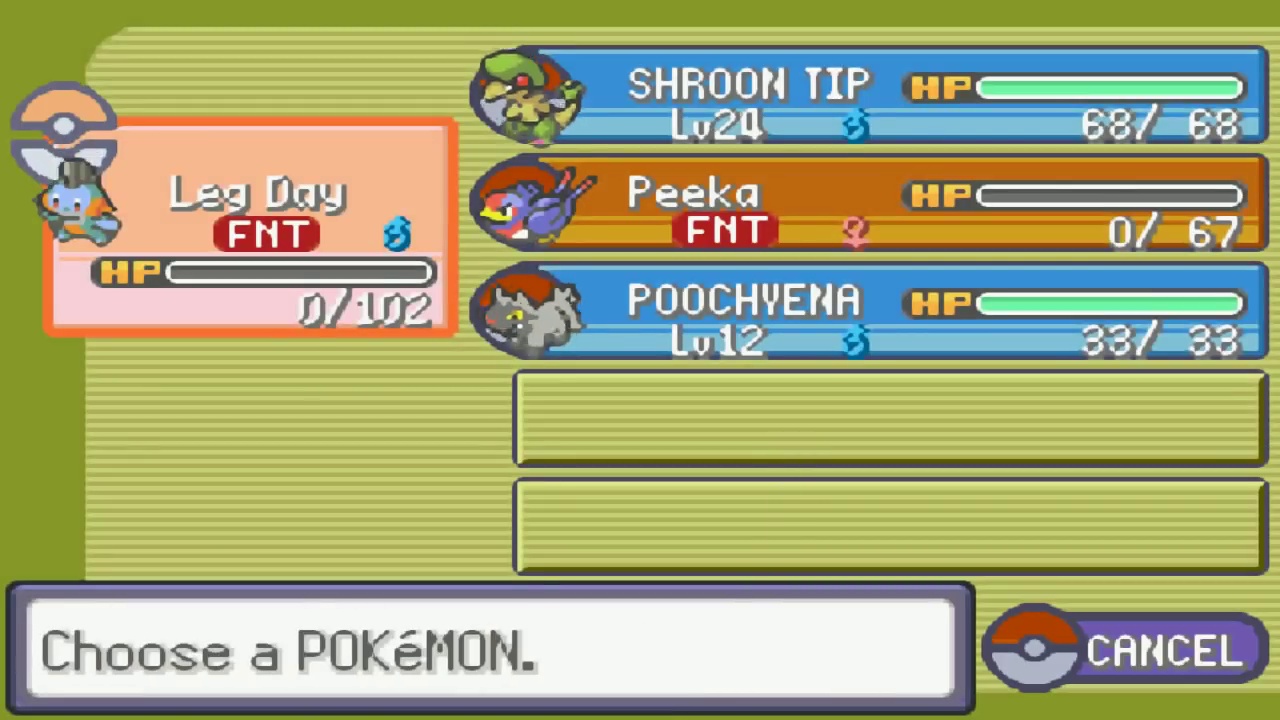 Leg Day
FNT ♂
HP
0/102
SHROON TIP HP
Lv24 ♂ 68/ 68
Peeka HP
FNT ♀ 0/ 67
POOCHYENA HP
Lv12 ♂ 33/ 33
Choose a POKéMON.
CANCEL